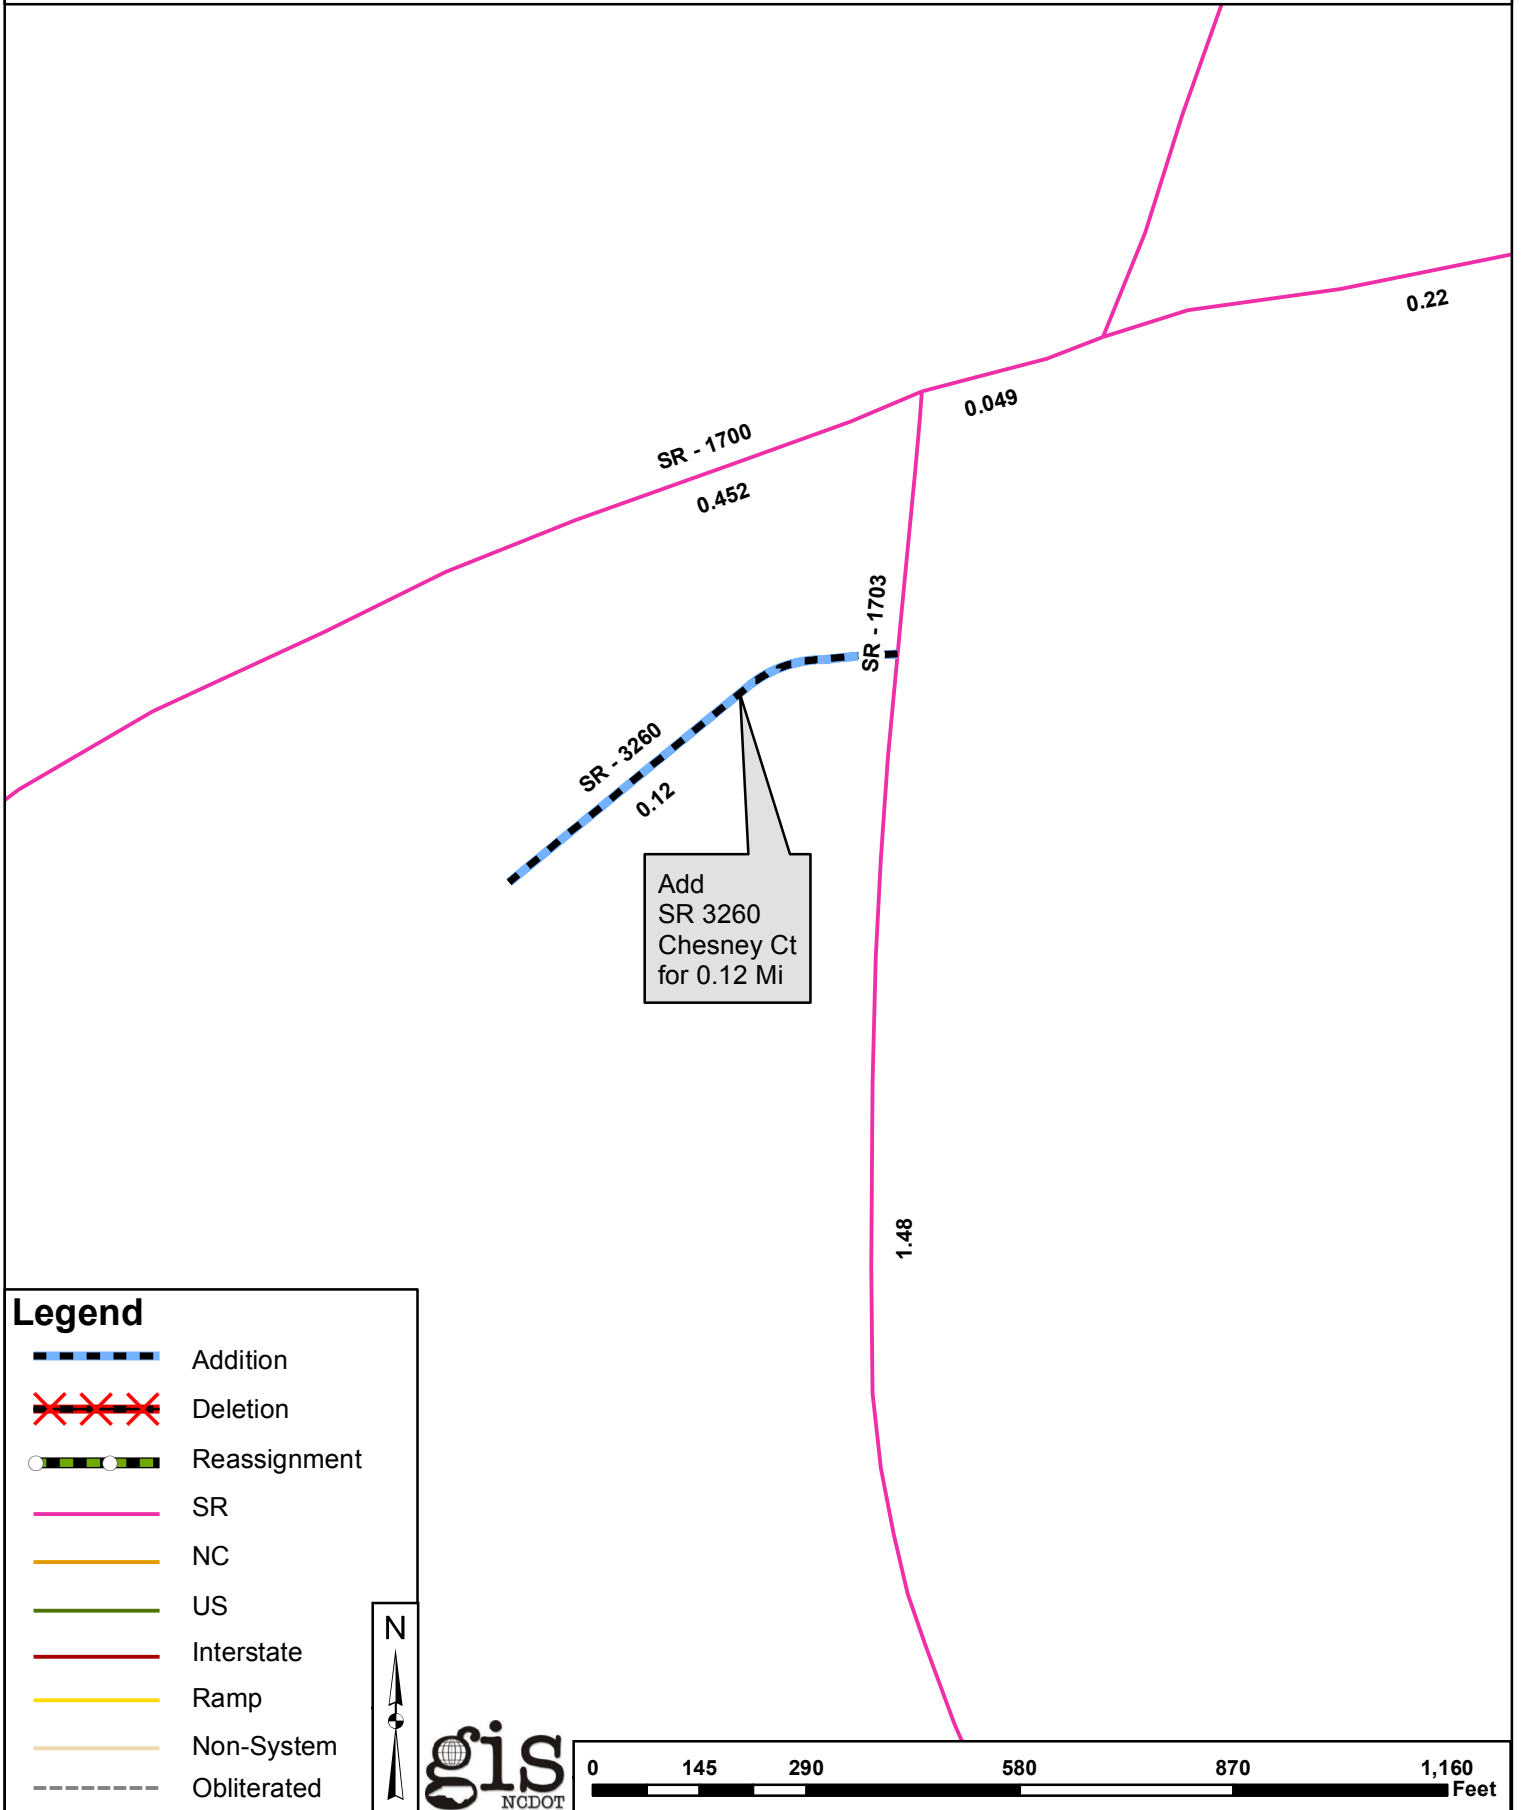 0.22
0.049
SR - 1700
0.452
SR - 1703
SR - 3260
0.12
Add
SR 3260
Chesney Ct
for 0.12 Mi
1.48
Legend
Addition
Deletion
Reassignment
SR
NC
US
Interstate
Ramp
Non-System
Obliterated
N
gis
NCDOT
0 145 290 580 870 1,160
Feet